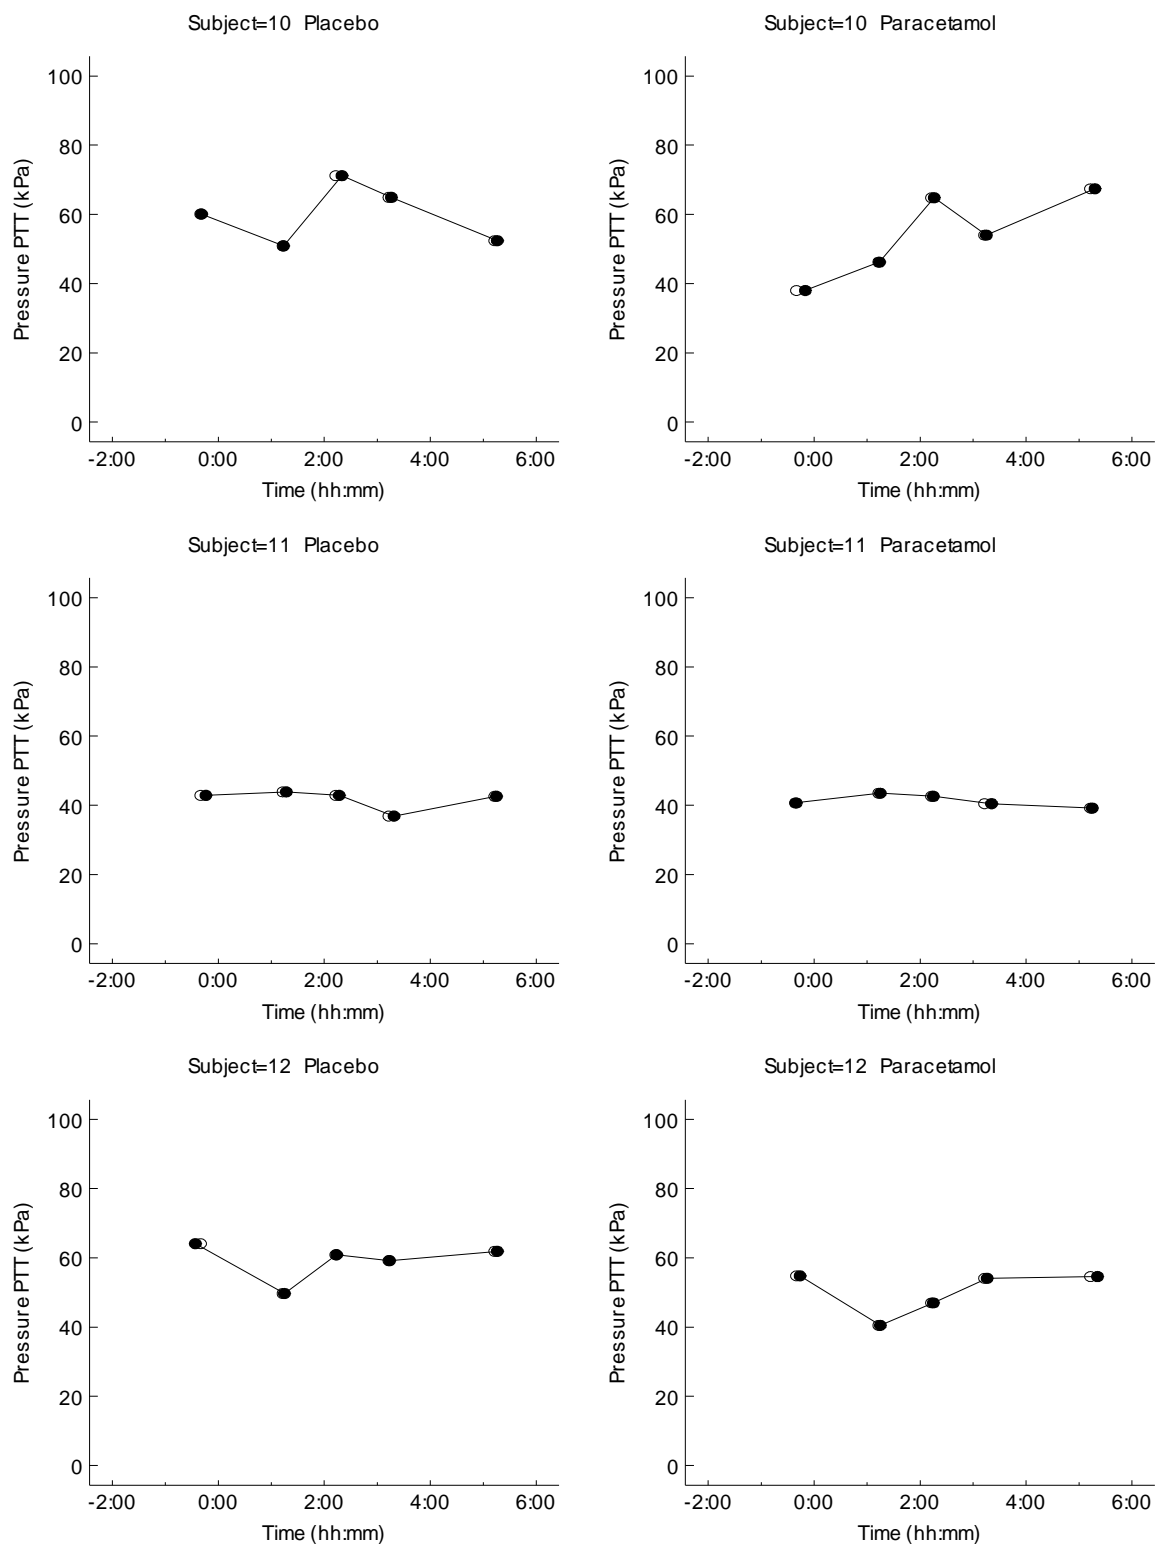 Subject=10 Placebo
Pressure PTT (kPa)
100
80
60
40
20
0
-2:00 0:00 2:00 4:00 6:00
Time (hh:mm)
Subject=10 Paracetamol
Pressure PTT (kPa)
100
80
60
40
20
0
-2:00 0:00 2:00 4:00 6:00
Time (hh:mm)
Subject=11 Placebo
Pressure PTT (kPa)
100
80
60
40
20
0
-2:00 0:00 2:00 4:00 6:00
Time (hh:mm)
Subject=11 Paracetamol
Pressure PTT (kPa)
100
80
60
40
20
0
-2:00 0:00 2:00 4:00 6:00
Time (hh:mm)
Subject=12 Placebo
Pressure PTT (kPa)
100
80
60
40
20
0
-2:00 0:00 2:00 4:00 6:00
Time (hh:mm)
Subject=12 Paracetamol
Pressure PTT (kPa)
100
80
60
40
20
0
-2:00 0:00 2:00 4:00 6:00
Time (hh:mm)